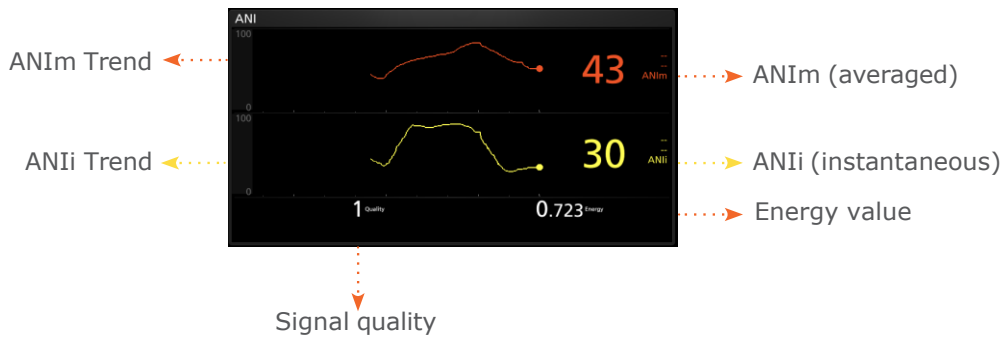 ANI
100
ANIm Trend
43
ANIm
ANIm (averaged)
0
100
ANIi Trend
30
ANIi
ANIi (instantaneous)
0
1 Quality
0.723 Energy
Energy value
Signal quality